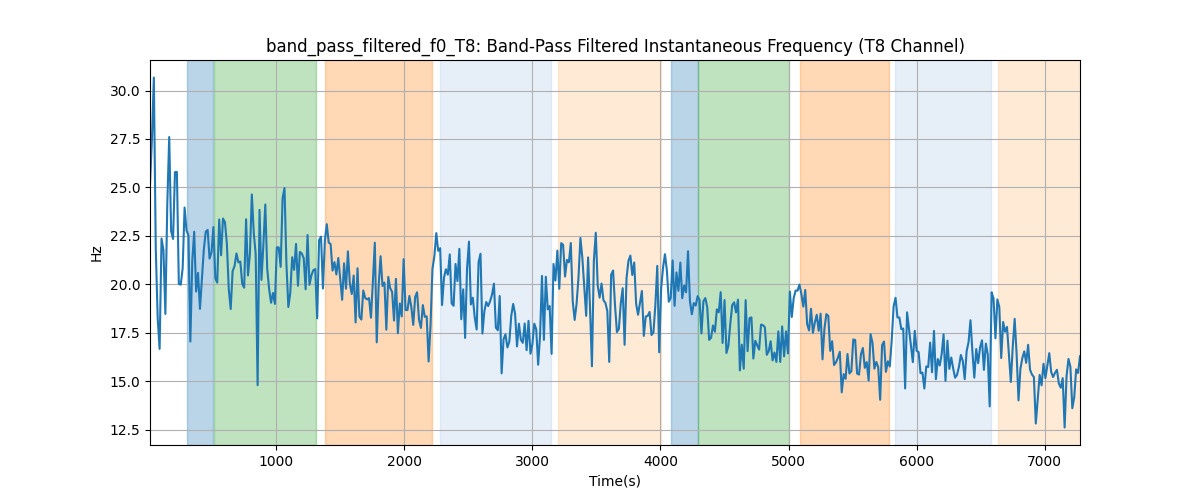 band_pass_filtered_f0_T8: Band-Pass Filtered Instantaneous Frequency (T8 Channel)
30.0
27.5
25.0
22.5
20.0
17.5
15.0
12.5
Hz
1000 2000 3000 4000 5000 6000 7000
Time(s)